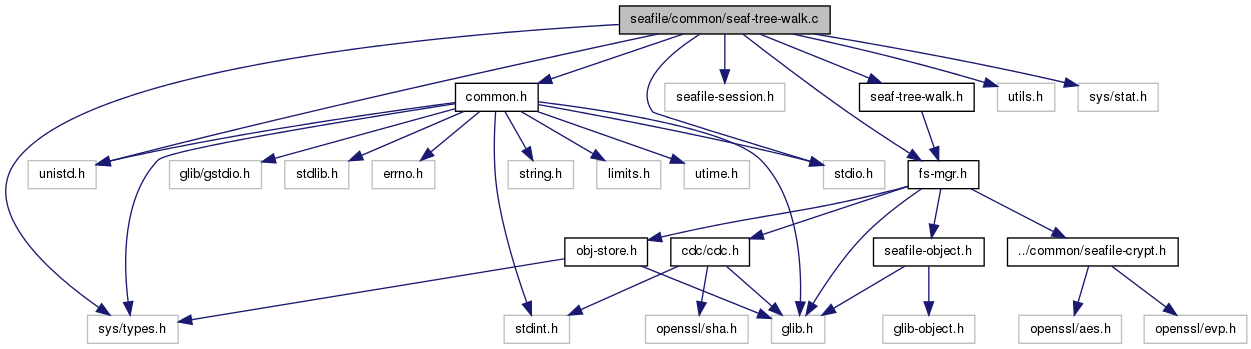 seafile/common/seaf-tree-walk.c
common.h
seafile-session.h
seaf-tree-walk.h
utils.h
sys/stat.h
unistd.h
glib/gstdio.h
stdlib.h
errno.h
string.h
limits.h
utime.h
stdio.h
fs-mgr.h
obj-store.h
cdc/cdc.h
seafile-object.h
../common/seafile-crypt.h
sys/types.h
stdint.h
openssl/sha.h
glib.h
glib-object.h
openssl/aes.h
openssl/evp.h